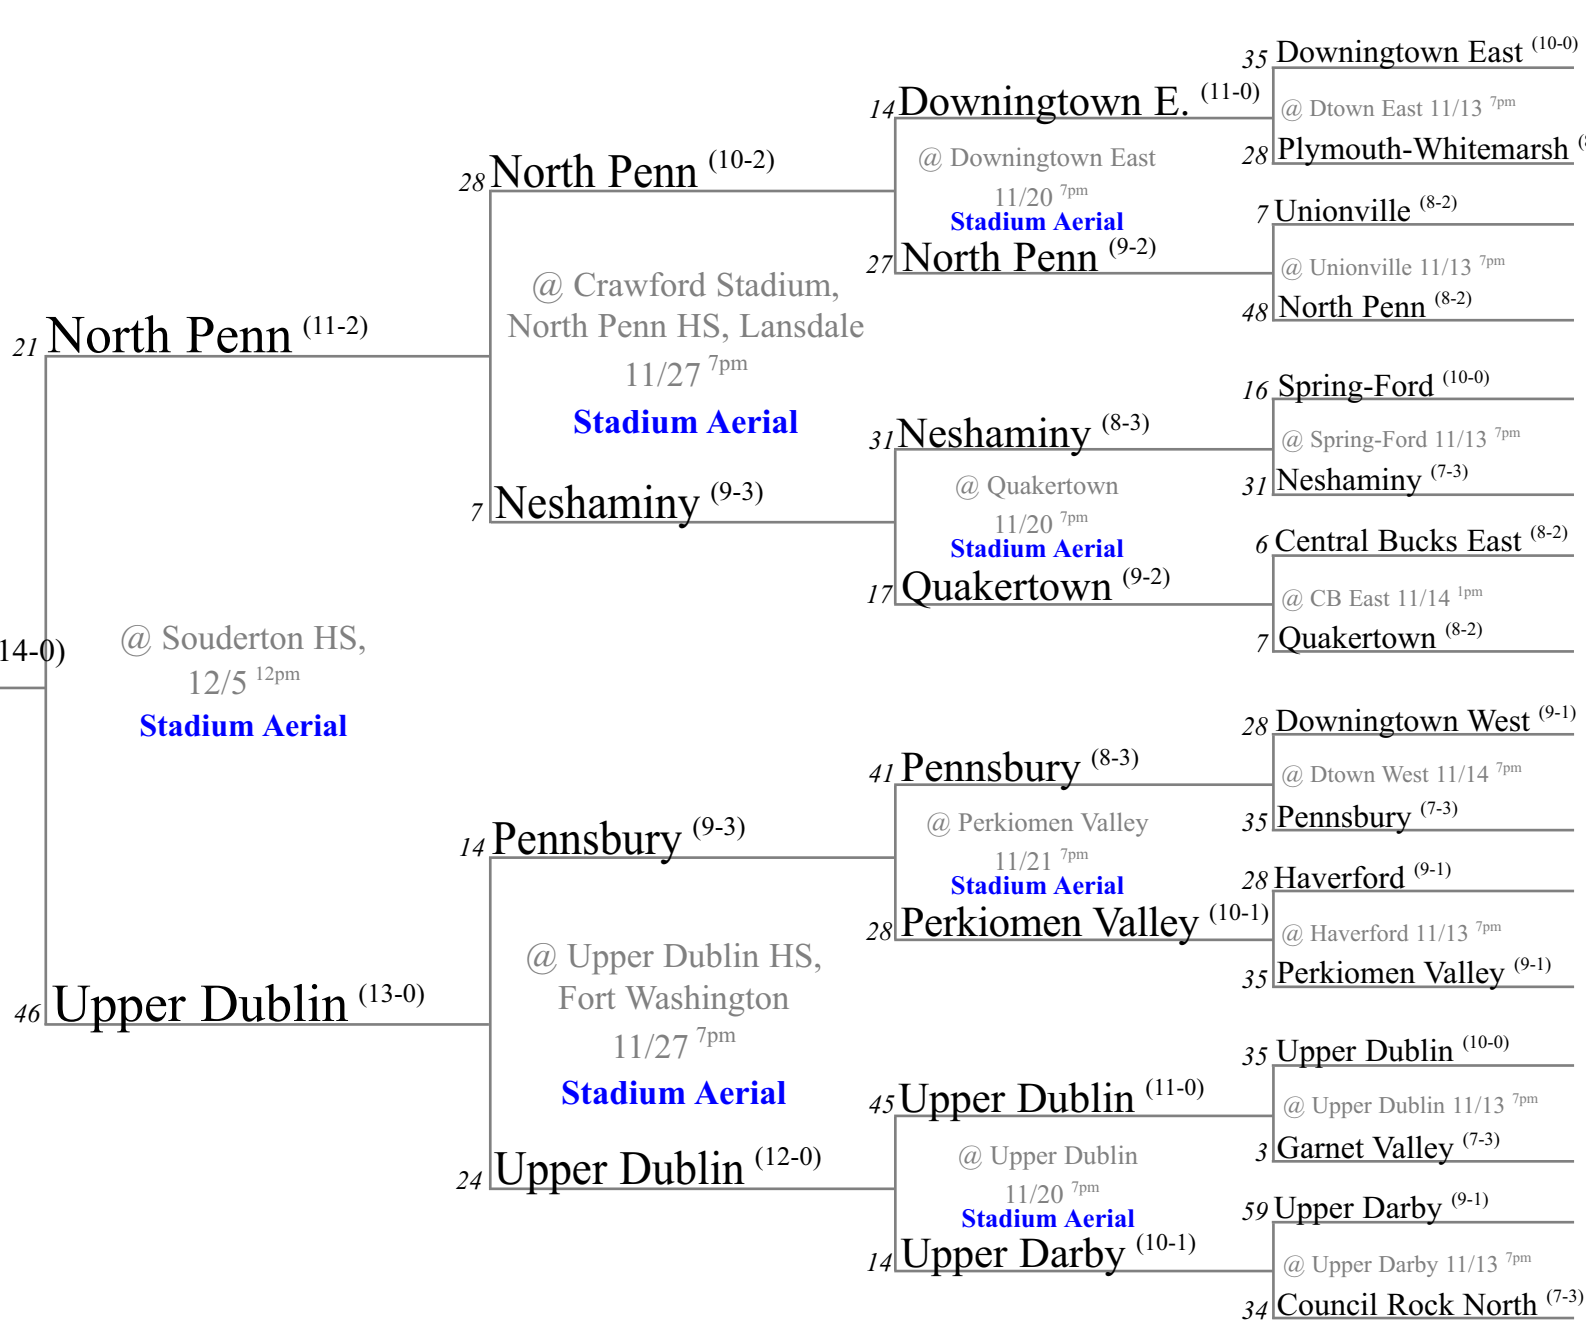 35 Downingtown East (10-0)
@ Dtown East 11/13 7pm
28 Plymouth-Whitemarsh
14 Downingtown E. (11-0)
@ Downingtown East
11/20 7pm
Stadium Aerial
27 North Penn (9-2)
7 Unionville (8-2)
@ Unionville 11/13 7pm
48 North Penn (8-2)
28 North Penn (10-2)
@ Crawford Stadium,
North Penn HS, Lansdale
11/27 7pm
Stadium Aerial
7 Neshaminy (9-3)
16 Spring-Ford (10-0)
@ Spring-Ford 11/13 7pm
31 Neshaminy (7-3)
31 Neshaminy (8-3)
@ Quakertown
11/20 7pm
Stadium Aerial
17 Quakertown (9-2)
6 Central Bucks East (8-2)
@ CB East 11/14 1pm
7 Quakertown (8-2)
21 North Penn (11-2)
14-0)
@ Souderton HS,
12/5 12pm
Stadium Aerial
46 Upper Dublin (13-0)
28 Downingtown West (9-1)
@ Dtown West 11/14 7pm
35 Pennsbury (7-3)
41 Pennsbury (8-3)
@ Perkiomen Valley
11/21 7pm
Stadium Aerial
28 Perkiomen Valley (10-1)
28 Haverford (9-1)
@ Haverford 11/13 7pm
35 Perkiomen Valley (9-1)
14 Pennsbury (9-3)
@ Upper Dublin HS,
Fort Washington
11/27 7pm
Stadium Aerial
24 Upper Dublin (12-0)
35 Upper Dublin (10-0)
@ Upper Dublin 11/13 7pm
3 Garnet Valley (7-3)
45 Upper Dublin (11-0)
@ Upper Dublin
11/20 7pm
Stadium Aerial
14 Upper Darby (10-1)
59 Upper Darby (9-1)
@ Upper Darby 11/13 7pm
34 Council Rock North (7-3)